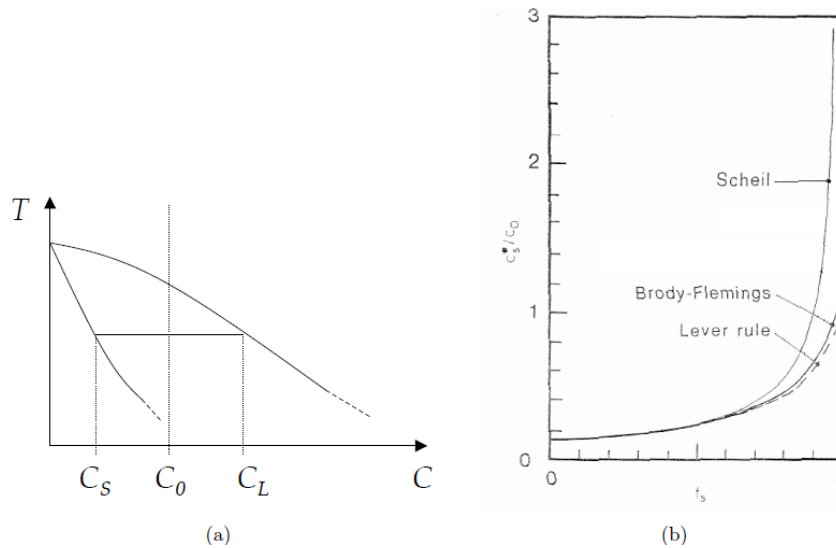 T
C_S
C_0
C_L
C
(a)
3
2
1
0
0
c_s*/c_0
f_s
Scheil
Brody-Flemings
Lever rule
(b)